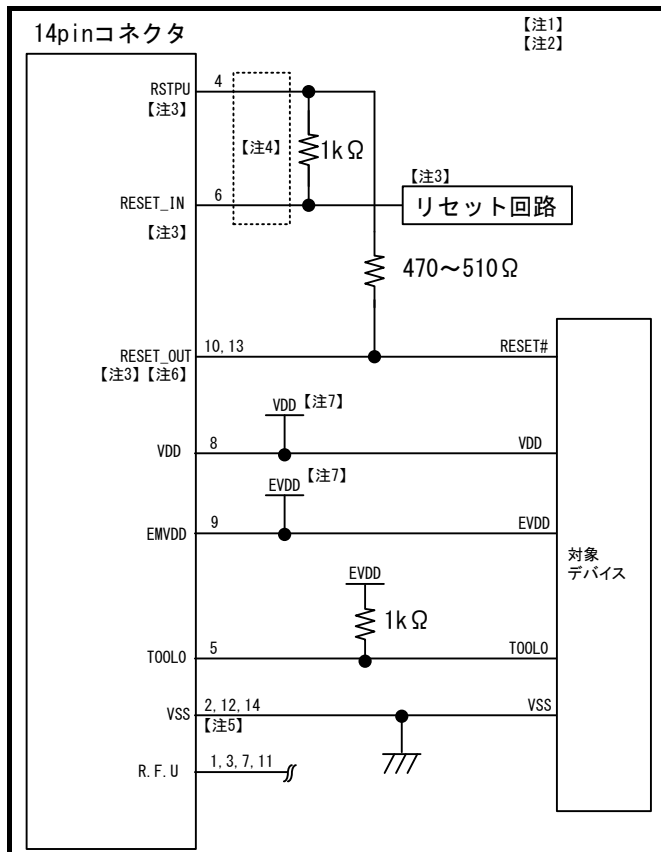 14pinコネクタ
【注1】
【注2】
RSTPU
4
【注3】
【注4】
1kΩ
RESET_IN
6
【注3】
【注3】
リセット回路
470～510Ω
RESET_OUT
10, 13
RESET#
【注3】【注6】
VDD【注7】
VDD
8
VDD
EVDD【注7】
EMVDD
9
EVDD
対象
デバイス
EVDD
1kΩ
TOOLO
5
TOOLO
VSS
2, 12, 14
VSS
【注5】
R.F.U
1, 3, 7, 11